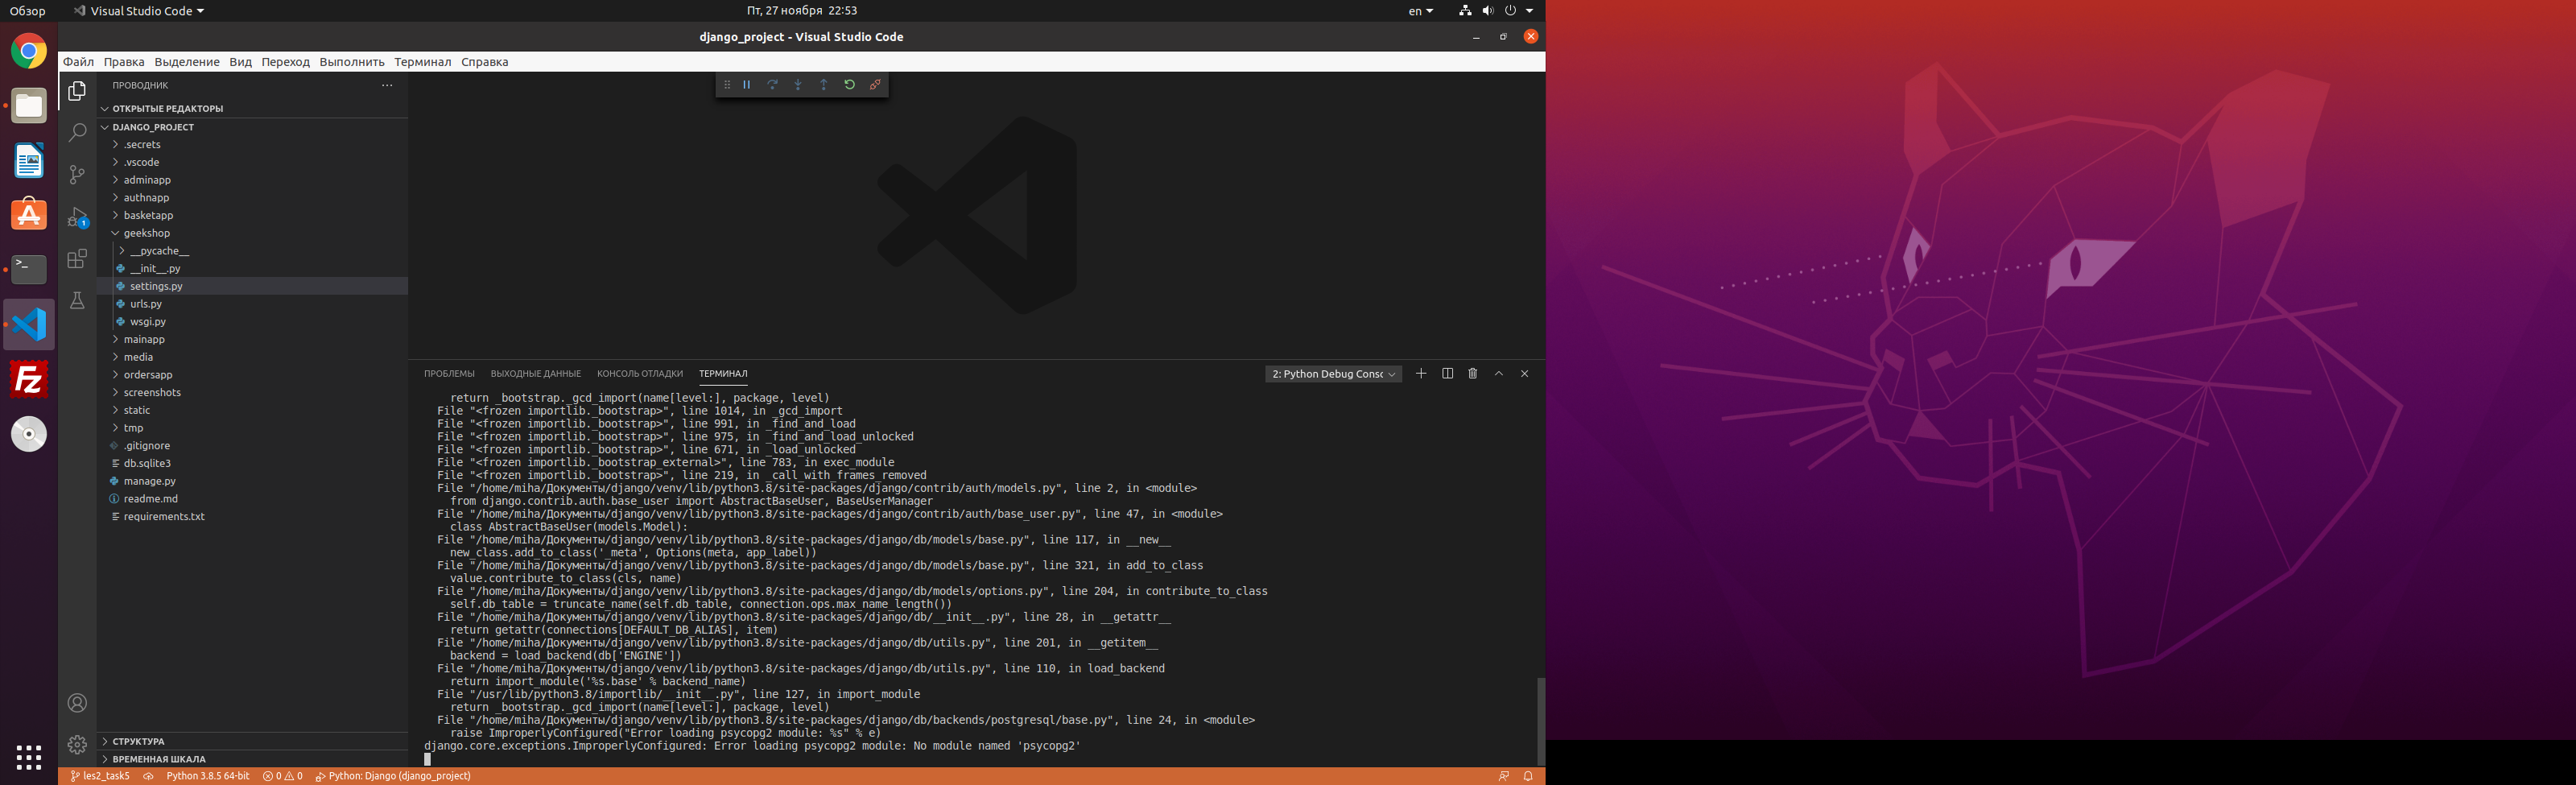 Обзор
Visual Studio Code
Пт, 27 ноября 22:53
en
django_project - Visual Studio Code
Файл Правка Выделение Вид Переход Выполнить Терминал Справка
ПРОВОДНИК
ОТКРЫТЫЕ РЕДАКТОРЫ
DJANGO_PROJECT
.secrets
.vscode
adminapp
authnapp
basketapp
geekshop
__pycache__
__init__.py
settings.py
urls.py
wsgi.py
mainapp
media
ordersapp
screenshots
static
tmp
.gitignore
db.sqlite3
manage.py
readme.md
requirements.txt
СТРУКТУРА
ВРЕМЕННАЯ ШКАЛА
1
ПРОБЛЕМЫ ВЫХОДНЫЕ ДАННЫЕ КОНСОЛЬ ОТЛАДКИ ТЕРМИНАЛ
2: Python Debug Consc
return _bootstrap._gcd_import(name[level:], package, level)
File "<frozen importlib._bootstrap>", line 1014, in _gcd_import
File "<frozen importlib._bootstrap>", line 991, in _find_and_load
File "<frozen importlib._bootstrap>", line 975, in _find_and_load_unlocked
File "<frozen importlib._bootstrap>", line 671, in _load_unlocked
File "<frozen importlib._bootstrap_external>", line 783, in exec_module
File "<frozen importlib._bootstrap>", line 219, in _call_with_frames_removed
File "/home/miha/Документы/django/venv/lib/python3.8/site-packages/django/contrib/auth/models.py", line 2, in <module>
from django.contrib.auth.base_user import AbstractBaseUser, BaseUserManager
File "/home/miha/Документы/django/venv/lib/python3.8/site-packages/django/contrib/auth/base_user.py", line 47, in <module>
class AbstractBaseUser(models.Model):
File "/home/miha/Документы/django/venv/lib/python3.8/site-packages/django/db/models/base.py", line 117, in __new__
new_class.add_to_class('_meta', Options(meta, app_label))
File "/home/miha/Документы/django/venv/lib/python3.8/site-packages/django/db/models/base.py", line 321, in add_to_class
value.contribute_to_class(cls, name)
File "/home/miha/Документы/django/venv/lib/python3.8/site-packages/django/db/models/options.py", line 204, in contribute_to_class
self.db_table = truncate_name(self.db_table, connection.ops.max_name_length())
File "/home/miha/Документы/django/venv/lib/python3.8/site-packages/django/db/__init__.py", line 28, in __getattr__
return getattr(connections[DEFAULT_DB_ALIAS], item)
File "/home/miha/Документы/django/venv/lib/python3.8/site-packages/django/db/utils.py", line 201, in __getitem__
backend = load_backend(db['ENGINE'])
File "/home/miha/Документы/django/venv/lib/python3.8/site-packages/django/db/utils.py", line 110, in load_backend
return import_module('%s.base' % backend_name)
File "/usr/lib/python3.8/importlib/__init__.py", line 127, in import_module
return _bootstrap._gcd_import(name[level:], package, level)
File "/home/miha/Документы/django/venv/lib/python3.8/site-packages/django/db/backends/postgresql/base.py", line 24, in <module>
raise ImproperlyConfigured("Error loading psycopg2 module: %s" % e)
django.core.exceptions.ImproperlyConfigured: Error loading psycopg2 module: No module named 'psycopg2'
les2_task5 Python 3.8.5 64-bit 0 0 Python: Django (django_project)